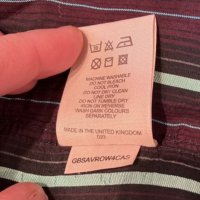 MACHINE WASHABLE
DO NOT BLEACH
COOL IRON
DO NOT DRY CLEAN
LINE DRY
DO NOT TUMBLE DRY
IRON ON REVERSE
WASH DARK COLOURS
SEPARATELY
MADE IN THE UNITED KINGDOM
GBSAVROW4CAS